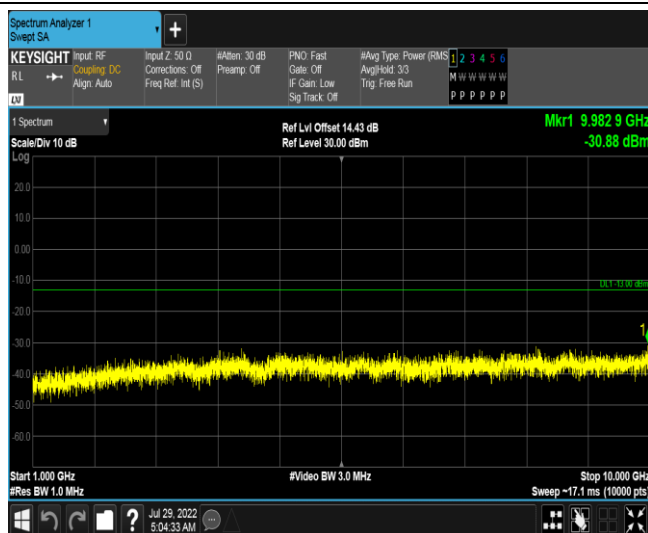 Spectrum Analyzer 1
Swept SA
+
KEYSIGHT
RL
LXI
Input: RF
Coupling: DC
Align: Auto
Input Z: 50 Ω
Corrections: Off
Freq Ref: Int (S)
#Atten: 30 dB
Preamp: Off
PNO: Fast
Gate: Off
IF Gain: Low
Sig Track: Off
#Avg Type: Power (RMS
Avg|Hold: 3/3
Trig: Free Run
1 2 3 4 5 6
M W W W W W
P P P P P P
1 Spectrum
Scale/Div 10 dB
Ref Lvl Offset 14.43 dB
Ref Level 30.00 dBm
Mkr1 9.982 9 GHz
-30.88 dBm
Log
20.0
10.0
0.00
-10.0
DL1 -13.00 dBm
1
-20.0
-30.0
-40.0
-50.0
-60.0
Start 1.000 GHz
#Res BW 1.0 MHz
#Video BW 3.0 MHz
Stop 10.000 GHz
Sweep ~17.1 ms (10000 pts)
?
Jul 29, 2022
5:04:33 AM